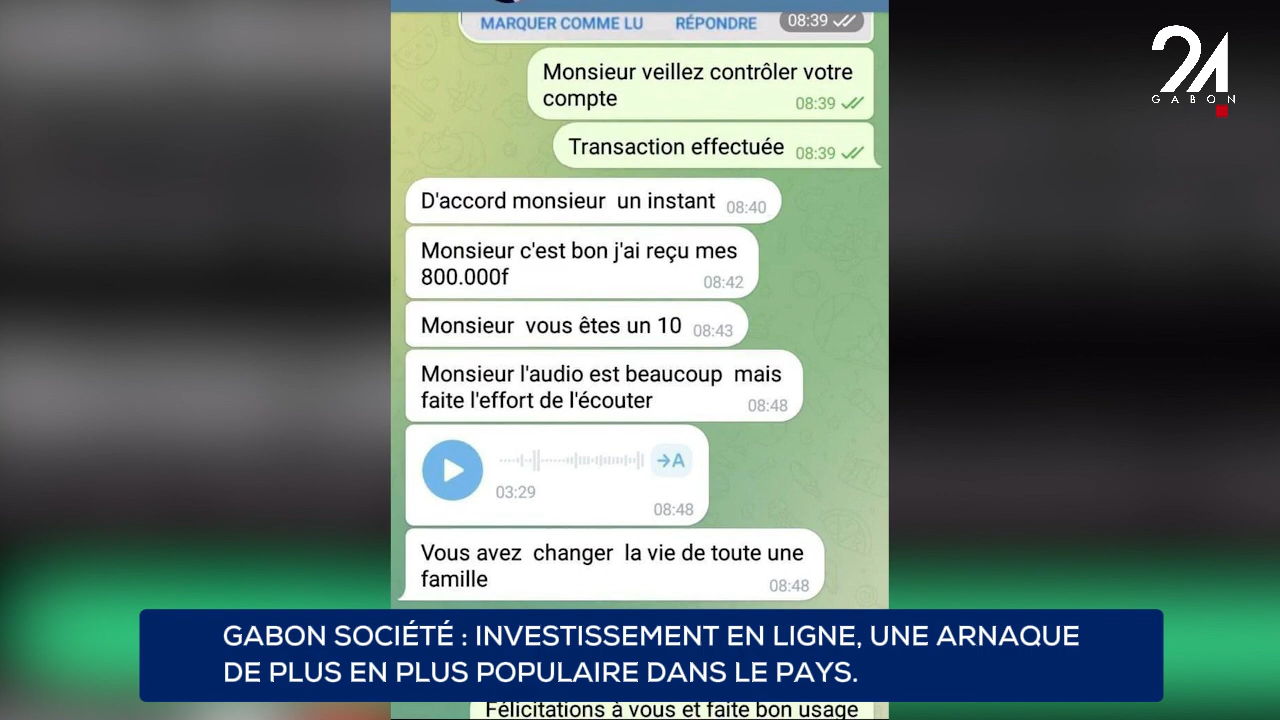 MARQUER COMME LU RÉPONDRE 08:39
24
GABON
Monsieur veillez contrôler votre
compte 08:39
Transaction effectuée 08:39
D'accord monsieur un instant 08:40
Monsieur c'est bon j'ai reçu mes
800.000f 08:42
Monsieur vous êtes un 10 08:43
Monsieur l'audio est beaucoup mais
faite l'effort de l'écouter 08:48
→A
03:29
08:48
Vous avez changer la vie de toute une
famille 08:48
GABON SOCIÉTÉ : INVESTISSEMENT EN LIGNE, UNE ARNAQUE
DE PLUS EN PLUS POPULAIRE DANS LE PAYS.
Félicitations à vous et faite bon usage